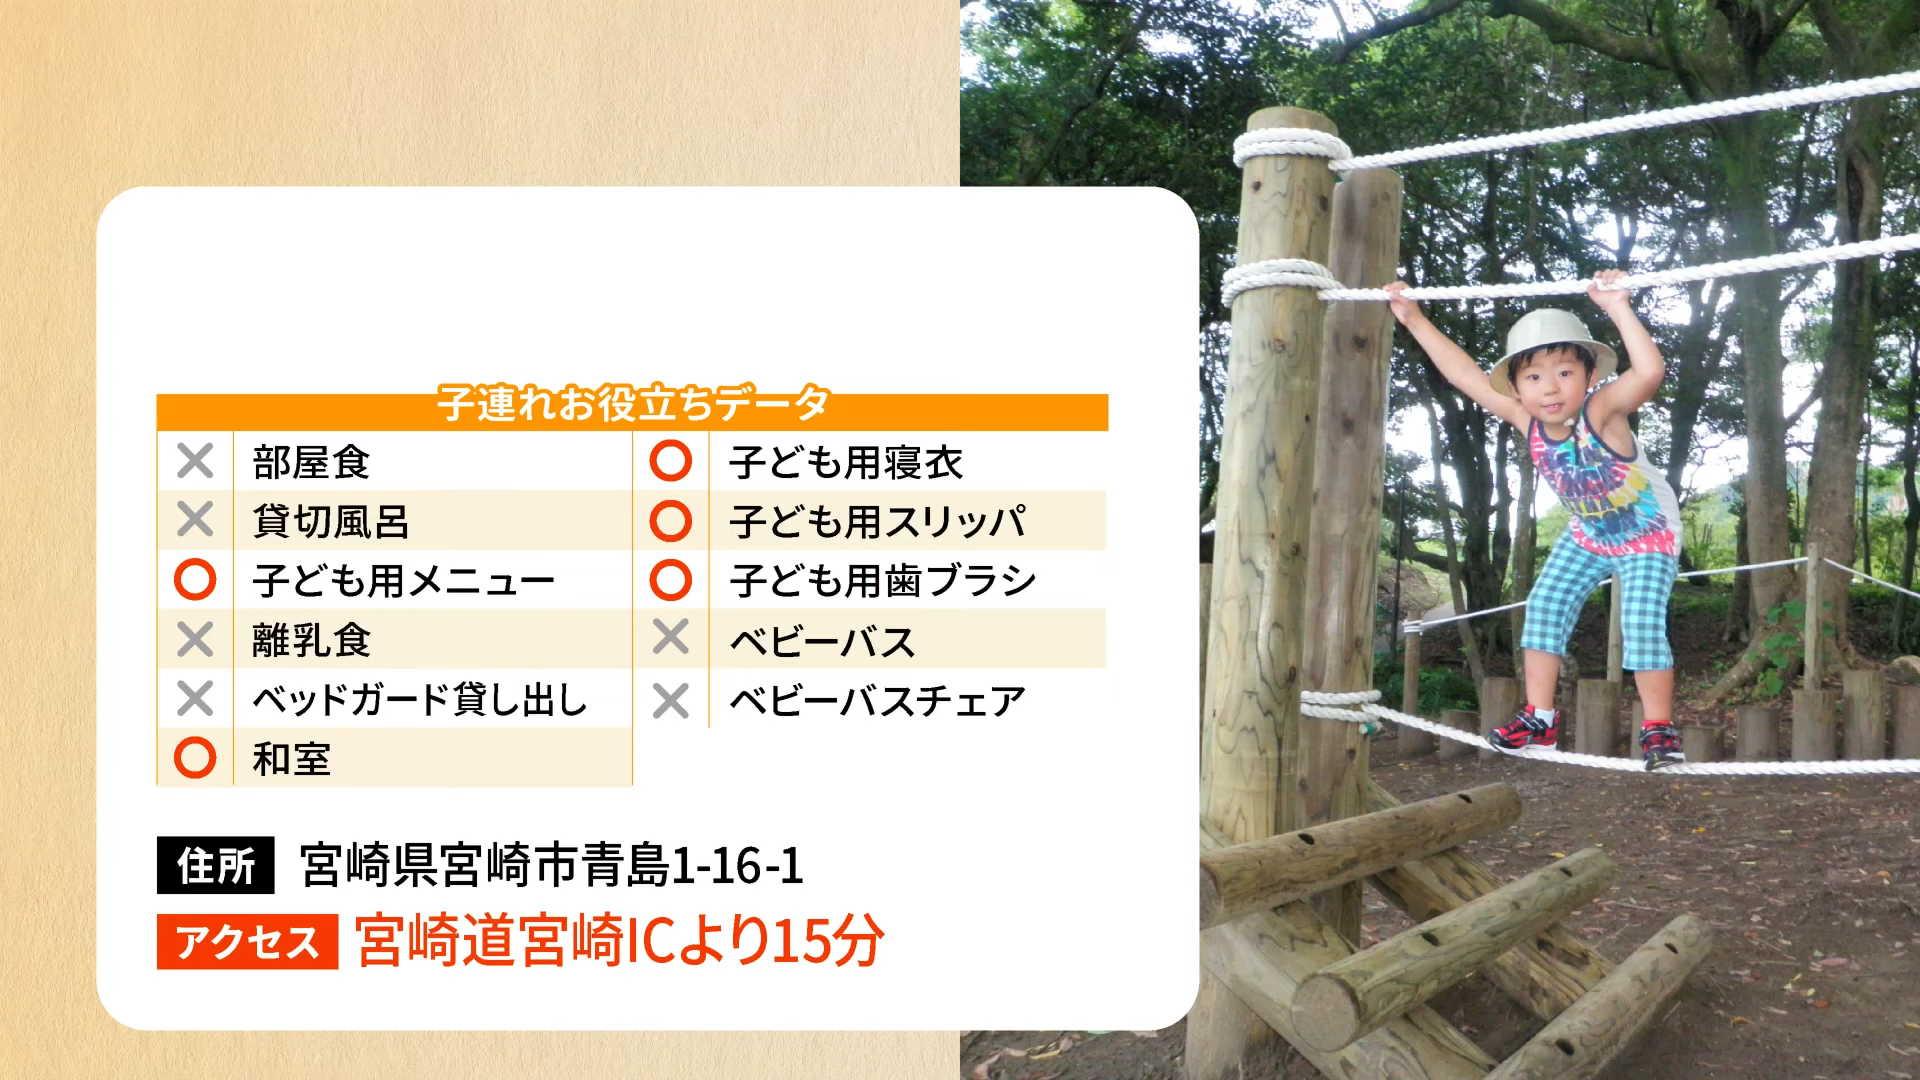 子連れお役立ちデータ
× 部屋食
× 貸切風呂
○ 子ども用メニュー
× 離乳食
× ベッドガード貸し出し
○ 和室
○ 子ども用寝衣
○ 子ども用スリッパ
○ 子ども用歯ブラシ
× ベビーバス
× ベビーバスチェア
住所 宮崎県宮崎市青島1-16-1
アクセス 宮崎道宮崎ICより15分